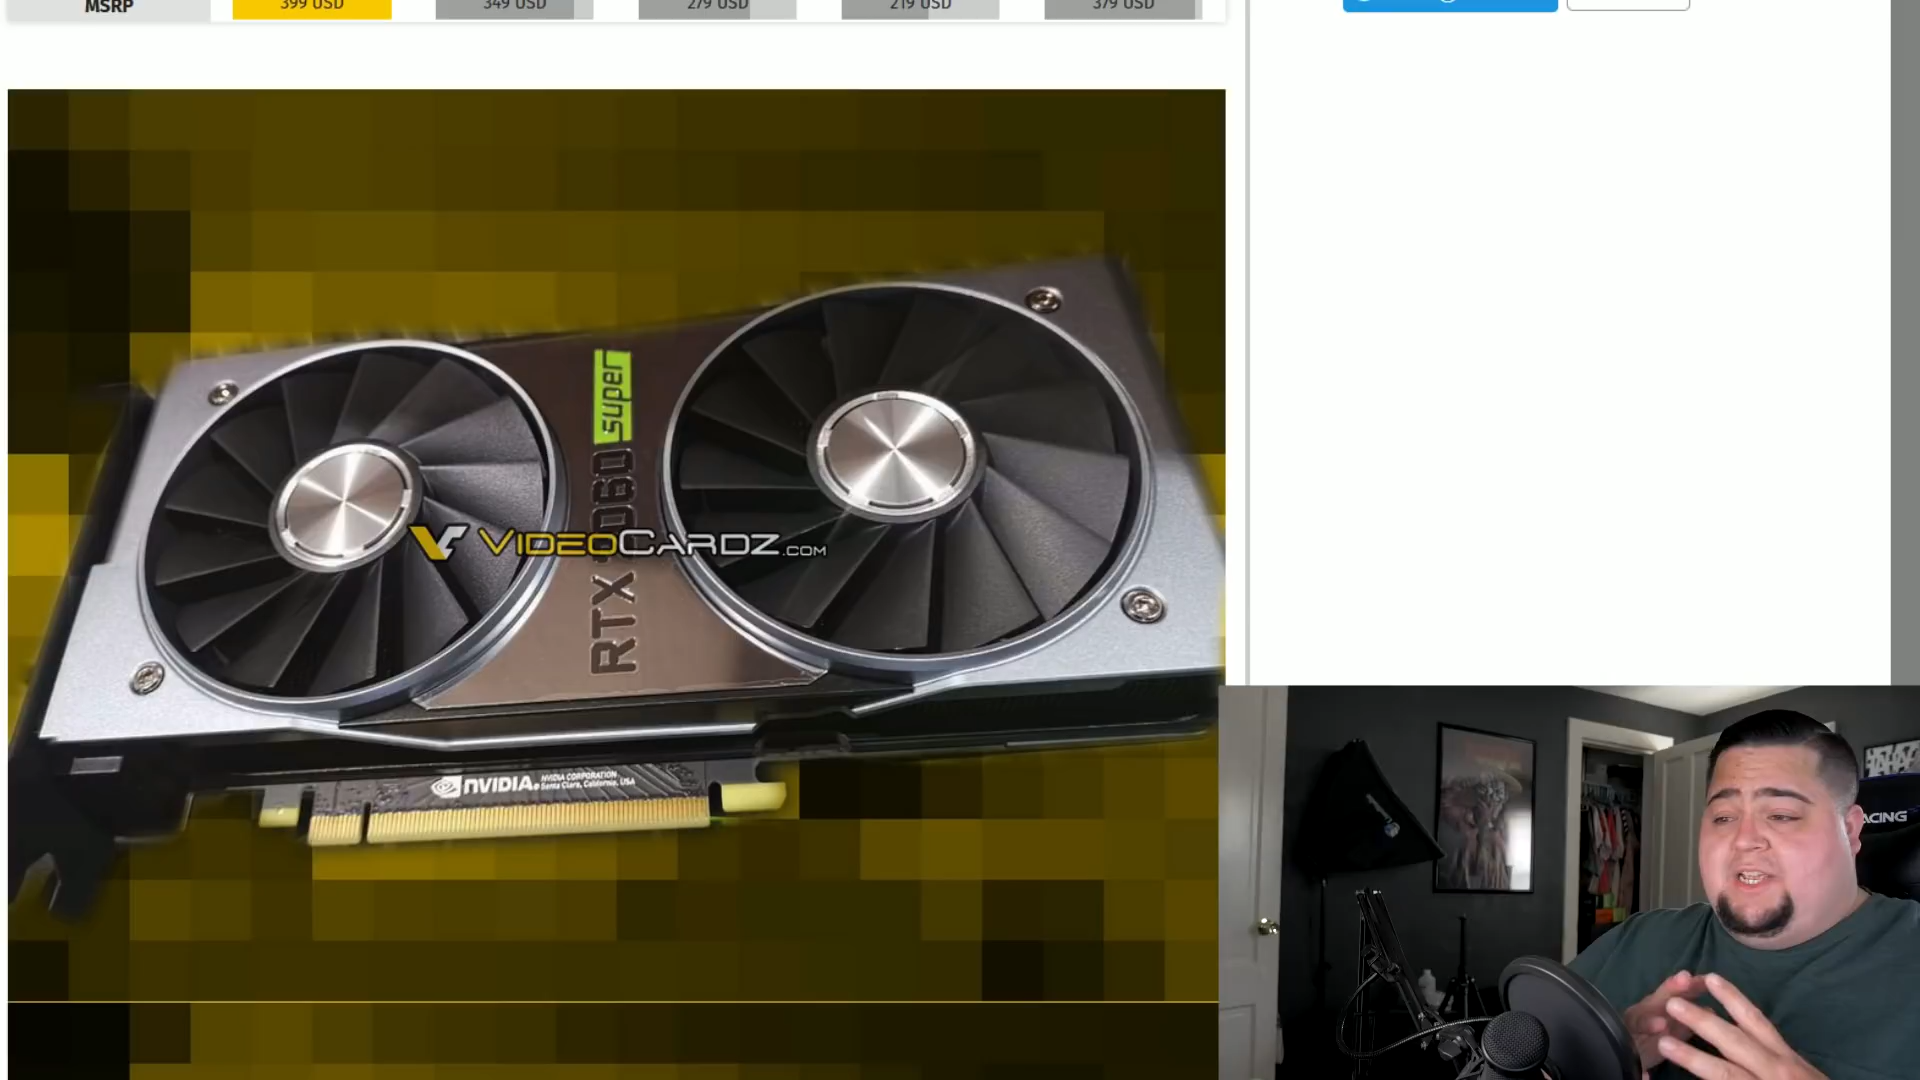 MSRP
399 USD
349 USD
279 USD
219 USD
379 USD
super
RTX 2060
VIDEOCARDZ.COM
NVIDIA
NVIDIA CORPORATION
Santa Clara, California, USA
ACING